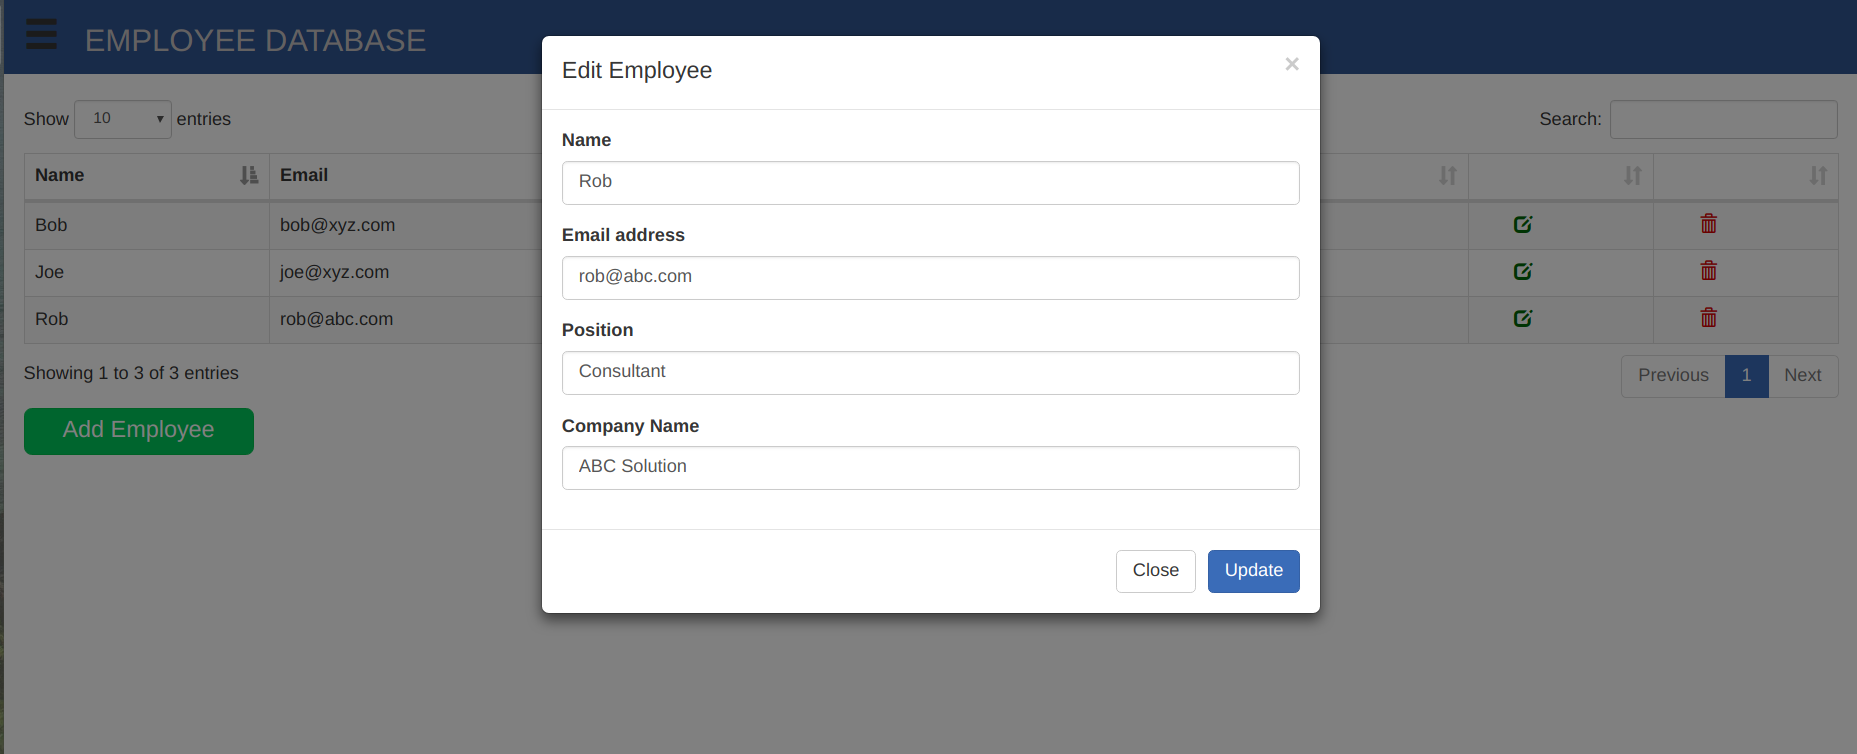 EMPLOYEE DATABASE
Edit Employee
×
Show 10 entries
Search:
Name
Email
Bob
bob@xyz.com
Joe
joe@xyz.com
Rob
rob@abc.com
Showing 1 to 3 of 3 entries
Previous 1 Next
Add Employee
Name
Rob
Email address
rob@abc.com
Position
Consultant
Company Name
ABC Solution
Close
Update